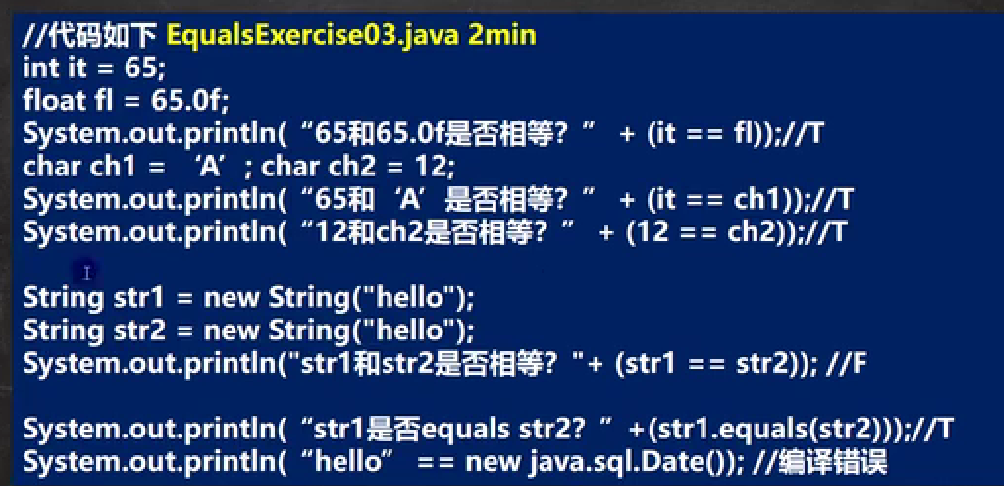 //代码如下 EqualsExercise03.java 2min
int it = 65;
float fl = 65.0f;
System.out.println( “65和65.0f是否相等？” + (it == fl));//T
char ch1 = ‘A’ ; char ch2 = 12;
System.out.println( “65和‘A’是否相等？” + (it == ch1));//T
System.out.println( “12和ch2是否相等？” + (12 == ch2));//T
String str1 = new String("hello");
String str2 = new String("hello");
System.out.println("str1和str2是否相等？"+ (str1 == str2)); //F
System.out.println( “str1是否equals str2？” +(str1.equals(str2)));//T
System.out.println( “hello” == new java.sql.Date()); //编译错误